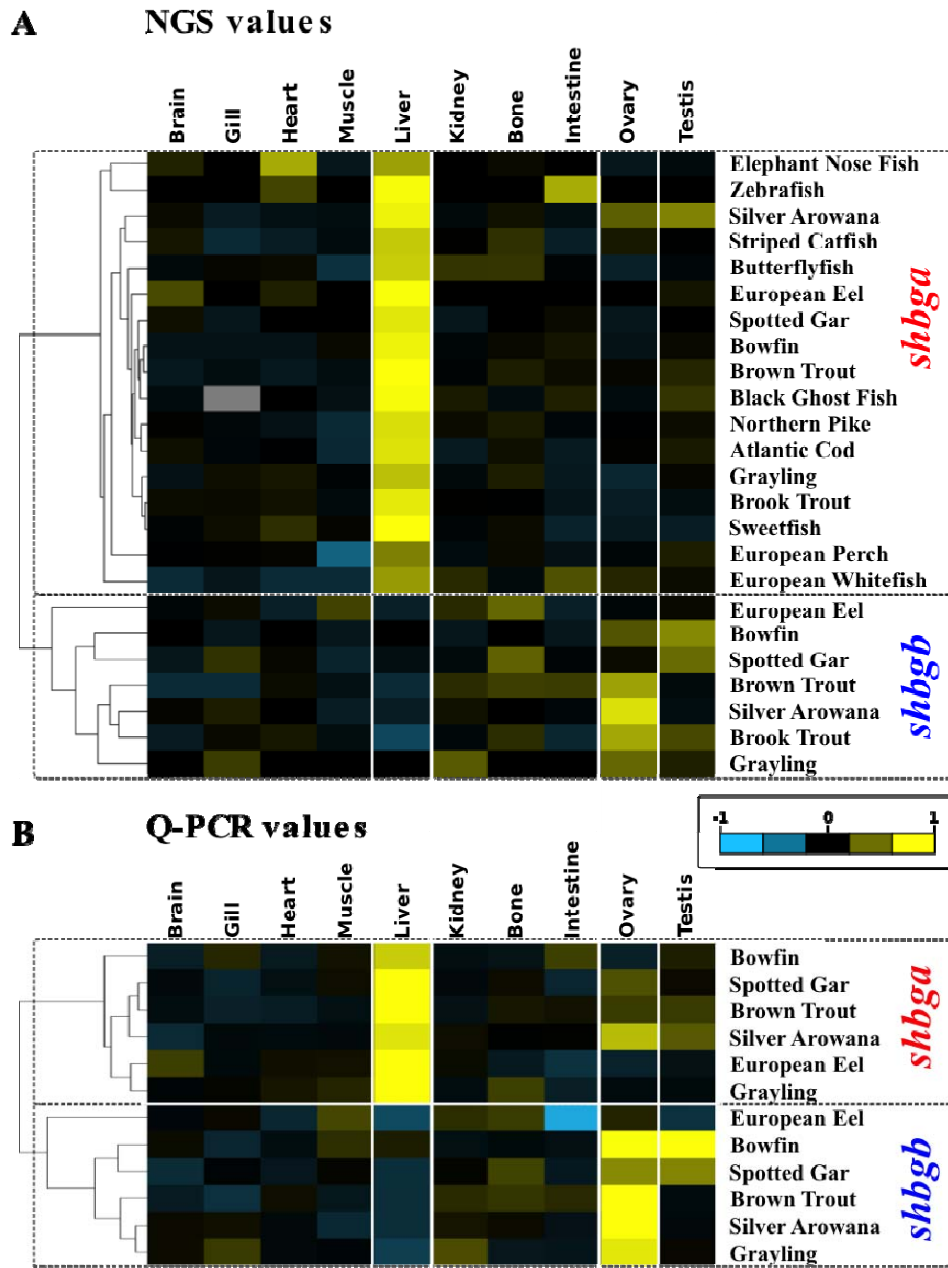 A NGS values
Brain Gill Heart Muscle Liver Kidney Bone Intestine Ovary Testis
Elephant Nose Fish
Zebrafish
Silver Arowana
Striped Catfish
Butterflyfish
European Eel
Spotted Gar
Bowfin
Brown Trout
Black Ghost Fish
Northern Pike
Atlantic Cod
Grayling
Brook Trout
Sweetfish
European Perch
European Whitefish
shbga
European Eel
Bowfin
Spotted Gar
Brown Trout
Silver Arowana
Brook Trout
Grayling
shbgb
-1 0 1
B Q-PCR values
Brain Gill Heart Muscle Liver Kidney Bone Intestine Ovary Testis
Bowfin
Spotted Gar
Brown Trout
Silver Arowana
European Eel
Grayling
shbga
European Eel
Bowfin
Spotted Gar
Brown Trout
Silver Arowana
Grayling
shbgb